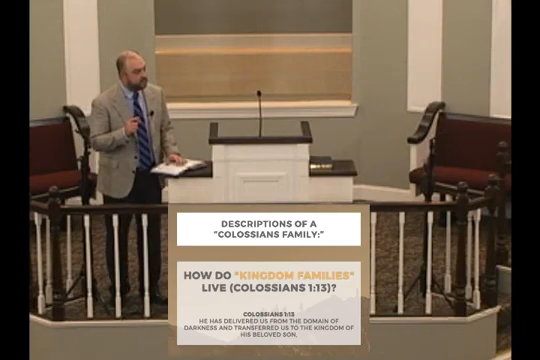 DESCRIPTIONS OF A
"COLOSSIANS FAMILY:"
HOW DO "KINGDOM FAMILIES"
LIVE (COLOSSIANS 1:13)?
COLOSSIANS 1:13
HE HAS DELIVERED US FROM THE DOMAIN OF
DARKNESS AND TRANSFERRED US TO THE KINGDOM OF
HIS BELOVED SON,